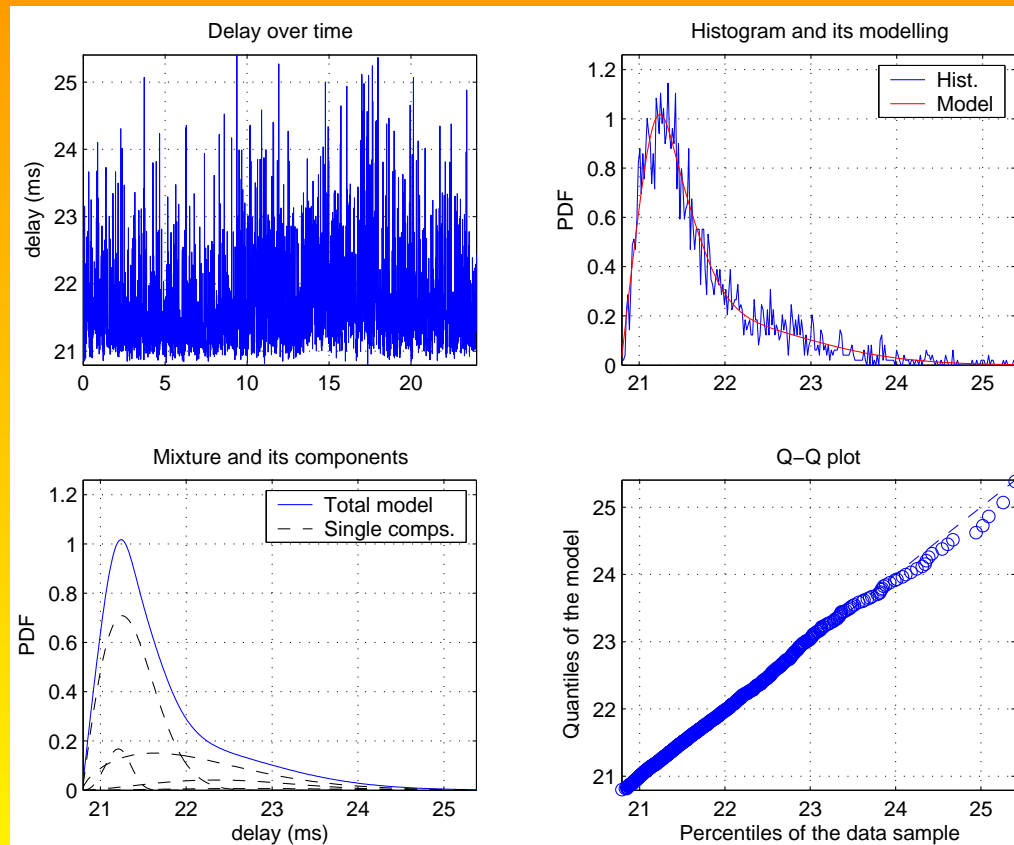 Delay over time
delay (ms)
25
24
23
22
21
0 5 10 15 20
Histogram and its modelling
PDF
1.2
1
0.8
0.6
0.4
0.2
0
Hist.
Model
21 22 23 24 25
Mixture and its components
PDF
1.2
1
0.8
0.6
0.4
0.2
0
Total model
Single comps.
21 22 23 24 25
delay (ms)
Q−Q plot
Quantiles of the model
25
24
23
22
21
21 22 23 24 25
Percentiles of the data sample